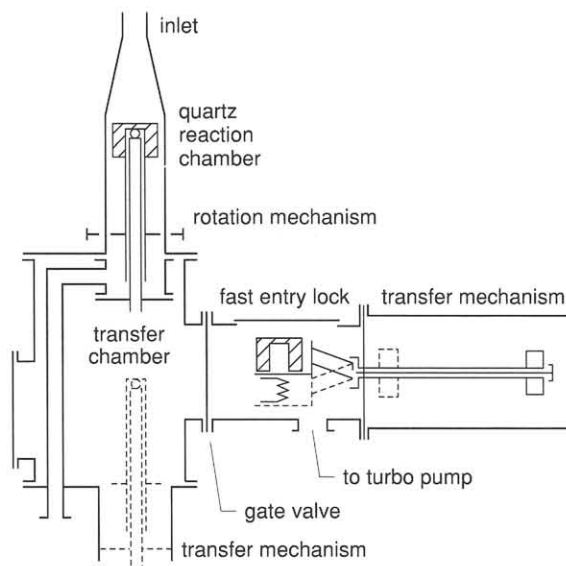 inlet
quartz
reaction
chamber
rotation mechanism
fast entry lock
transfer mechanism
transfer
chamber
to turbo pump
gate valve
transfer mechanism